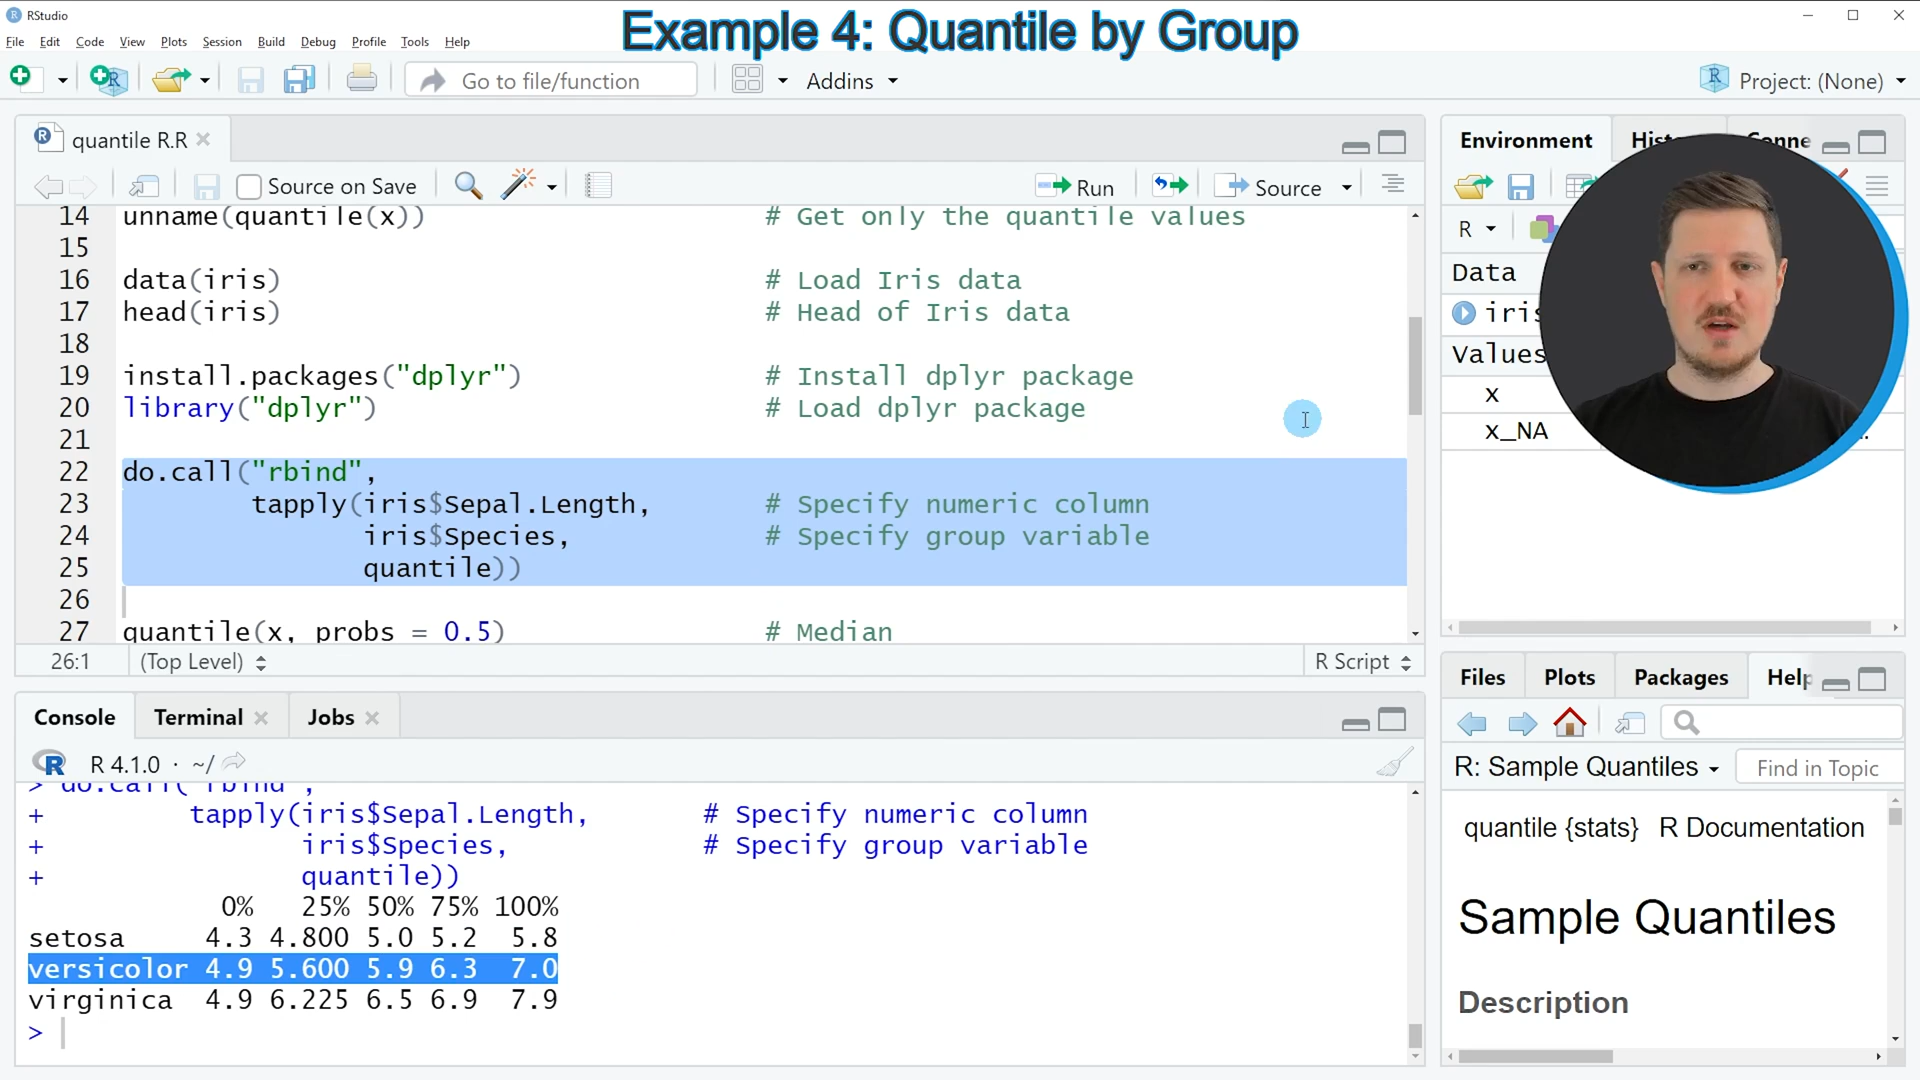 RStudio
Example 4: Quantile by Group
File Edit Code View Plots Session Build Debug Profile Tools Help
Go to file/function
Addins
Project: (None)
quantile R.R
Source on Save
Run
Source
14 unname(quantile(x)) # Get only the quantile values
15
16 data(iris) # Load Iris data
17 head(iris) # Head of Iris data
18
19 install.packages("dplyr") # Install dplyr package
20 library("dplyr") # Load dplyr package
21
22 do.call("rbind",
23 tapply(iris$Sepal.Length, # Specify numeric column
24 iris$Species, # Specify group variable
25 quantile))
26
27 quantile(x, probs = 0.5) # Median
26:1 (Top Level) R Script
Console Terminal Jobs
R 4.1.0 · ~/
> do.call("rbind",
+ tapply(iris$Sepal.Length, # Specify numeric column
+ iris$Species, # Specify group variable
+ quantile))
0% 25% 50% 75% 100%
setosa 4.3 4.800 5.0 5.2 5.8
versicolor 4.9 5.600 5.9 6.3 7.0
virginica 4.9 6.225 6.5 6.9 7.9
>
Environment
R
Data
iris
Values
x
x_NA
Files Plots Packages Help
R: Sample Quantiles
Find in Topic
quantile {stats} R Documentation
Sample Quantiles
Description